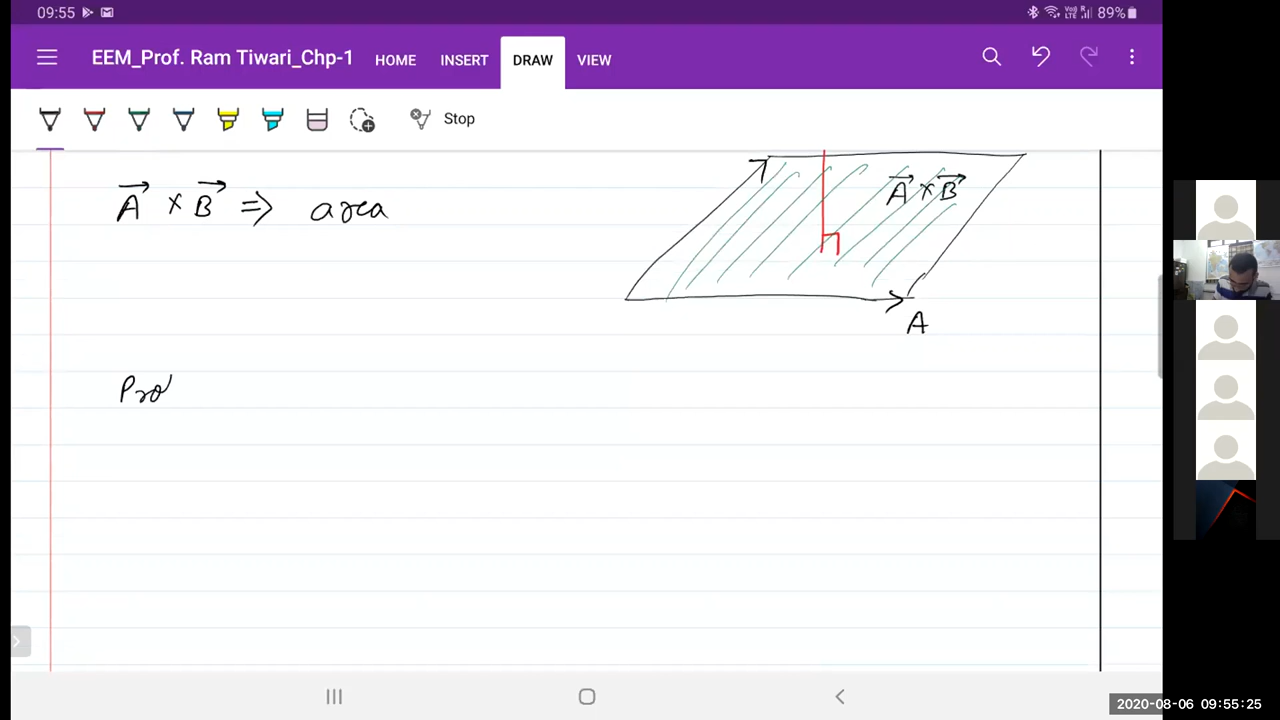 09:55
VoLTE R 89%
EEM_Prof. Ram Tiwari_Chp-1 HOME INSERT DRAW VIEW
Stop
A × B ⇒ area
A × B
A
Pro
2020-08-06 09:55:25